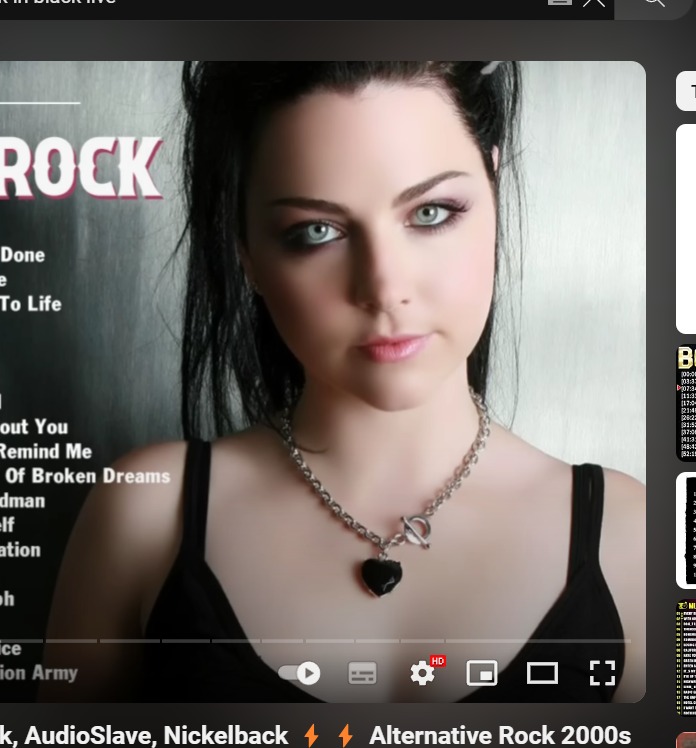 k in black live
ROCK
Done
e
To Life
out You
Remind Me
Of Broken Dreams
dman
elf
ation
ph
ice
ion Army
HD
k, AudioSlave, Nickelback ⚡ ⚡ Alternative Rock 2000s